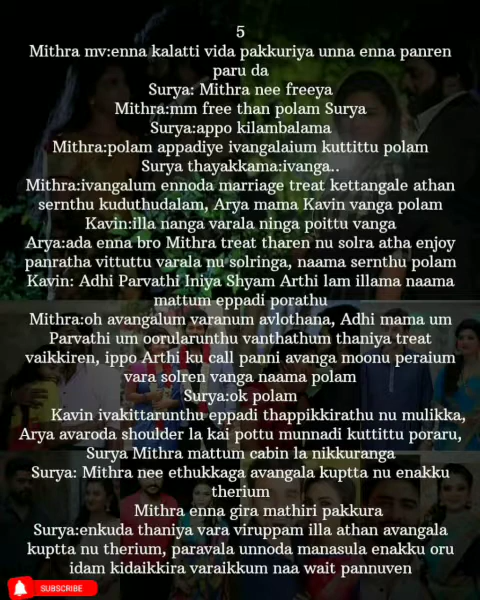 5
Mithra mv:enna kalatti vida pakkuriya unna enna panren
paru da
Surya: Mithra nee freeya
Mithra:mm free than polam Surya
Surya:appo kilambalama
Mithra:polam appadiye ivangalaium kuttittu polam
Surya thayakkama:ivanga..
Mithra:ivangalum ennoda marriage treat kettangale athan
sernthu kuduthudalam, Arya mama Kavin vanga polam
Kavin:illa nanga varala ninga poittu vanga
Arya:ada enna bro Mithra treat tharen nu solra atha enjoy
panratha vittuttu varala nu solringa, naama sernthu polam
Kavin: Adhi Parvathi Iniya Shyam Arthi lam illama naama
mattum eppadi porathu
Mithra:oh avangalum varanum avlothana, Adhi mama um
Parvathi um oorularunthu vanthathum thaniya treat
vaikkiren, ippo Arthi ku call panni avanga moonu peraium
vara solren vanga naama polam
Surya:ok polam
Kavin ivakittarunthu eppadi thappikkirathu nu mulikka,
Arya avaroda shoulder la kai pottu munnadi kuttittu poraru,
Surya Mithra mattum cabin la nikkuranga
Surya: Mithra nee ethukkaga avangala kuptta nu enakku
therium
Mithra enna gira mathiri pakkura
Surya:enkuda thaniya vara viruppam illa athan avangala
kuptta nu therium, paravala unnoda manasula enakku oru
idam kidaikkira varaikkum naa wait pannuven
SUBSCRIBE